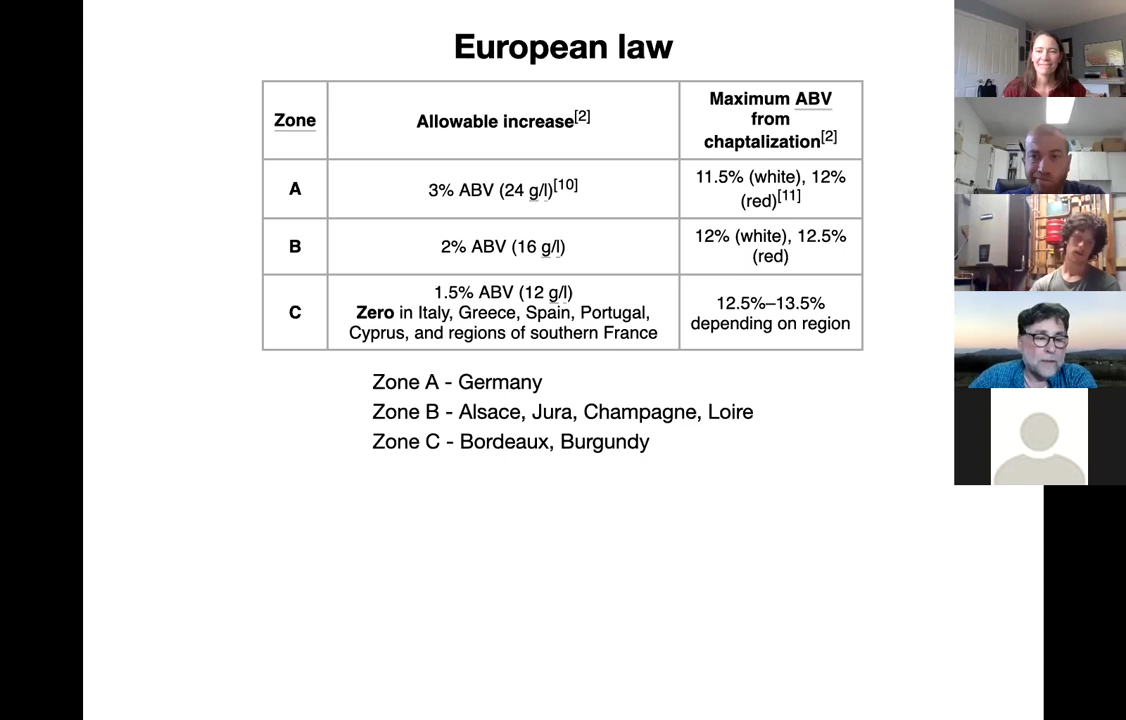 European law
Zone
Allowable increase[2]
Maximum ABV
from
chaptalization[2]
A
3% ABV (24 g/l)[10]
11.5% (white), 12%
(red)[11]
B
2% ABV (16 g/l)
12% (white), 12.5%
(red)
C
1.5% ABV (12 g/l)
Zero in Italy, Greece, Spain, Portugal,
Cyprus, and regions of southern France
12.5%–13.5%
depending on region
Zone A - Germany
Zone B - Alsace, Jura, Champagne, Loire
Zone C - Bordeaux, Burgundy